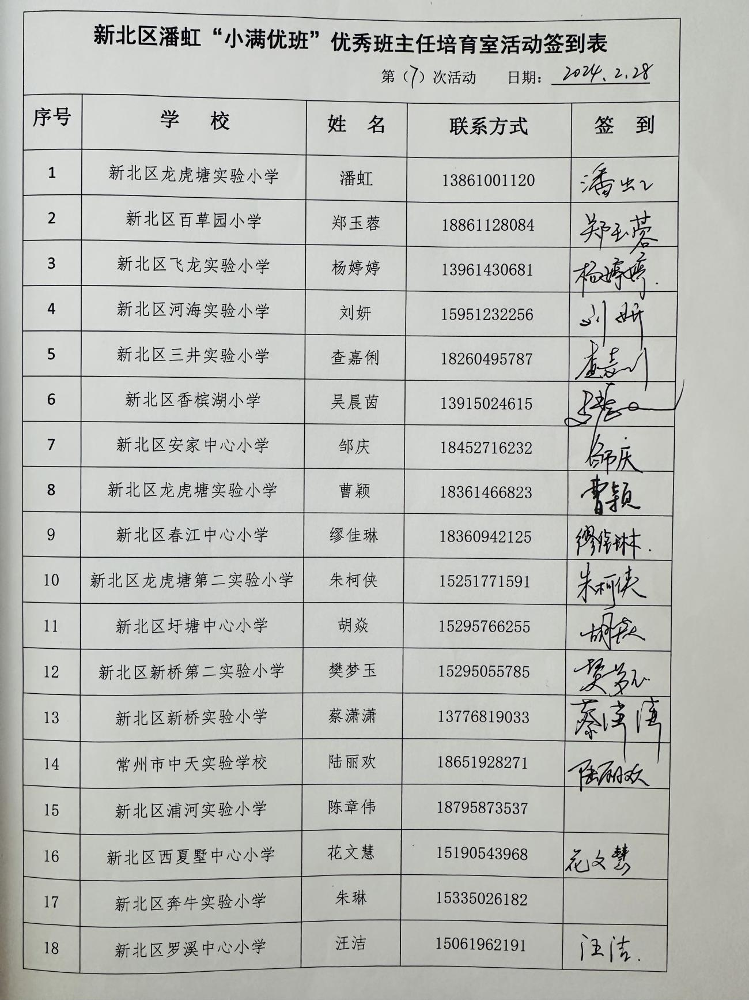 新北区潘虹“小满优班”优秀班主任培育室活动签到表
第（7）次活动 日期：2024.2.28
序号 学 校 姓 名 联系方式 签 到
1 新北区龙虎塘实验小学 潘虹 13861001120 潘虹
2 新北区百草园小学 郑玉蓉 18861128084 郑玉蓉
3 新北区飞龙实验小学 杨婷婷 13961430681 杨婷婷.
4 新北区河海实验小学 刘妍 15951232256 刘妍
5 新北区三井实验小学 查嘉俐 18260495787 查嘉俐
6 新北区香槟湖小学 吴晨茵 13915024615
7 新北区安家中心小学 邹庆 18452716232 邹庆
8 新北区龙虎塘实验小学 曹颖 18361466823 曹颖
9 新北区春江中心小学 缪佳琳 18360942125 缪佳琳.
10 新北区龙虎塘第二实验小学 朱柯侠 15251771591 朱柯侠
11 新北区圩塘中心小学 胡焱 15295766255 胡焱
12 新北区新桥第二实验小学 樊梦玉 15295055785 樊梦玉
13 新北区新桥实验小学 蔡潇潇 13776819033 蔡潇潇
14 常州市中天实验学校 陆丽欢 18651928271 陆丽欢
15 新北区浦河实验小学 陈章伟 18795873537
16 新北区西夏墅中心小学 花文慧 15190543968 花文慧
17 新北区奔牛实验小学 朱琳 15335026182
18 新北区罗溪中心小学 汪洁 15061962191 汪洁.